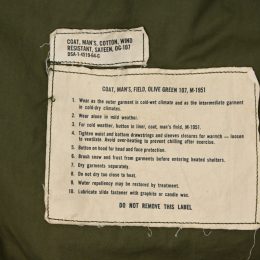 COAT, MAN'S, COTTON, WIND
RESISTANT, SATEEN, OG-107
DSA-1-4519-64-C
COAT, MAN'S, FIELD, OLIVE GREEN 107, M-1951
1. Wear as the outer garment in cold-wet climate and as the intermediate garment
in cold-dry climates.
2. Wear alone in mild weather.
3. For cold weather, button in liner, coat, man's field, M-1951.
4. Tighten waist and bottom drawstrings and sleeves closures for warmth — loosen
to ventilate. Avoid overheating to prevent chilling after exercise.
5. Button on hood for head and face protection.
6. Brush snow and frost from garments before entering heated shelters.
7. Dry garments separately.
8. Do not dry too close to heat.
9. Water repellency may be restored by treatment.
10. Lubricate slide fastener with graphite or candle wax.
DO NOT REMOVE THIS LABEL